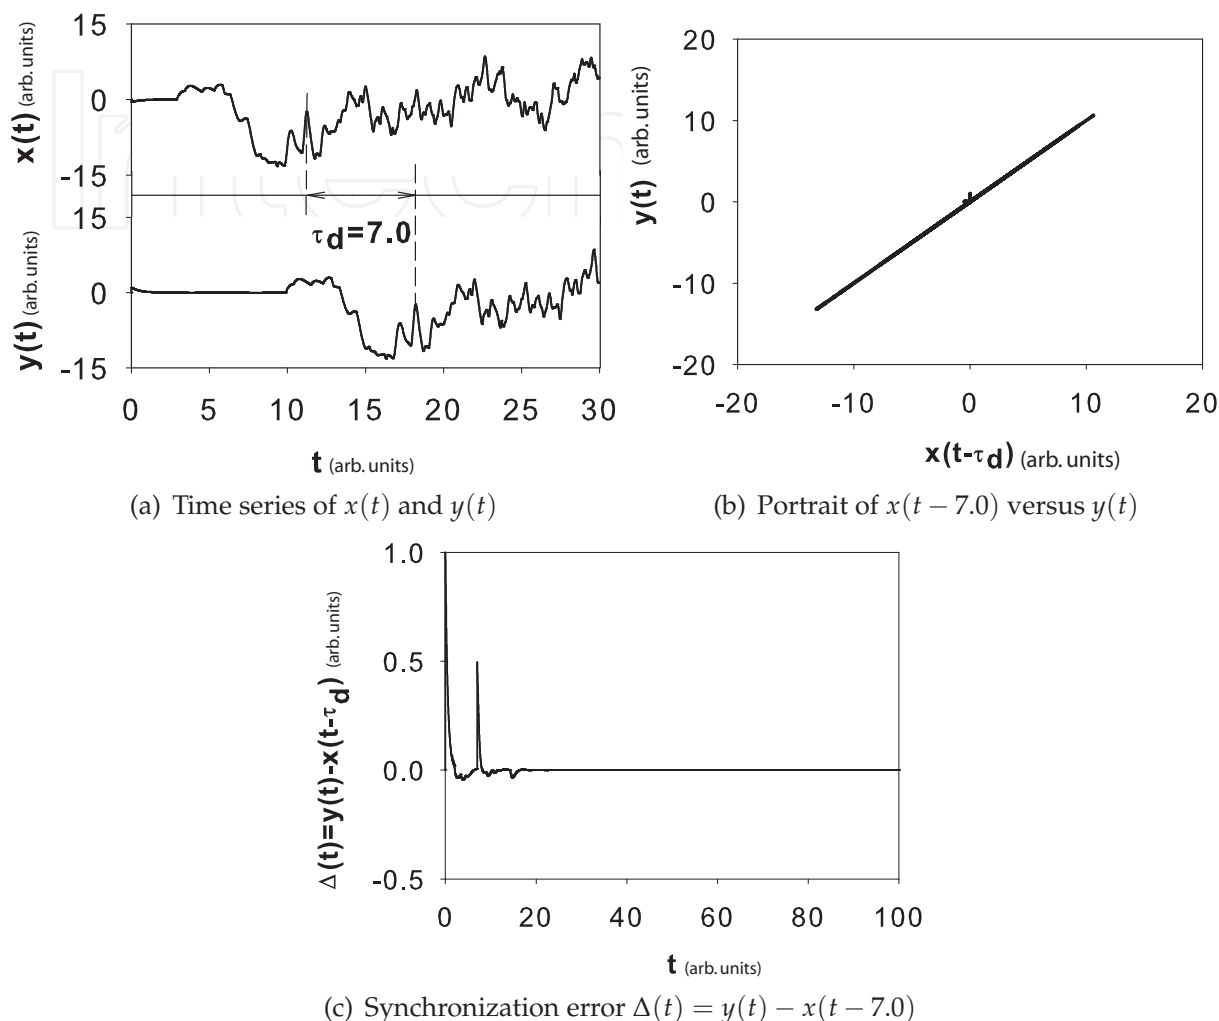 15
0
-15
x(t) (arb. units)
τd=7.0
15
0
-15
y(t) (arb. units)
0 5 10 15 20 25 30
t (arb. units)
(a) Time series of x(t) and y(t)
20
10
0
-10
-20
y(t) (arb. units)
-20 -10 0 10 20
x(t-τd) (arb. units)
(b) Portrait of x(t − 7.0) versus y(t)
1.0
0.5
0.0
-0.5
Δ(t)=y(t)-x(t-τd) (arb. units)
0 20 40 60 80 100
t (arb. units)
(c) Synchronization error Δ(t) = y(t) − x(t − 7.0)